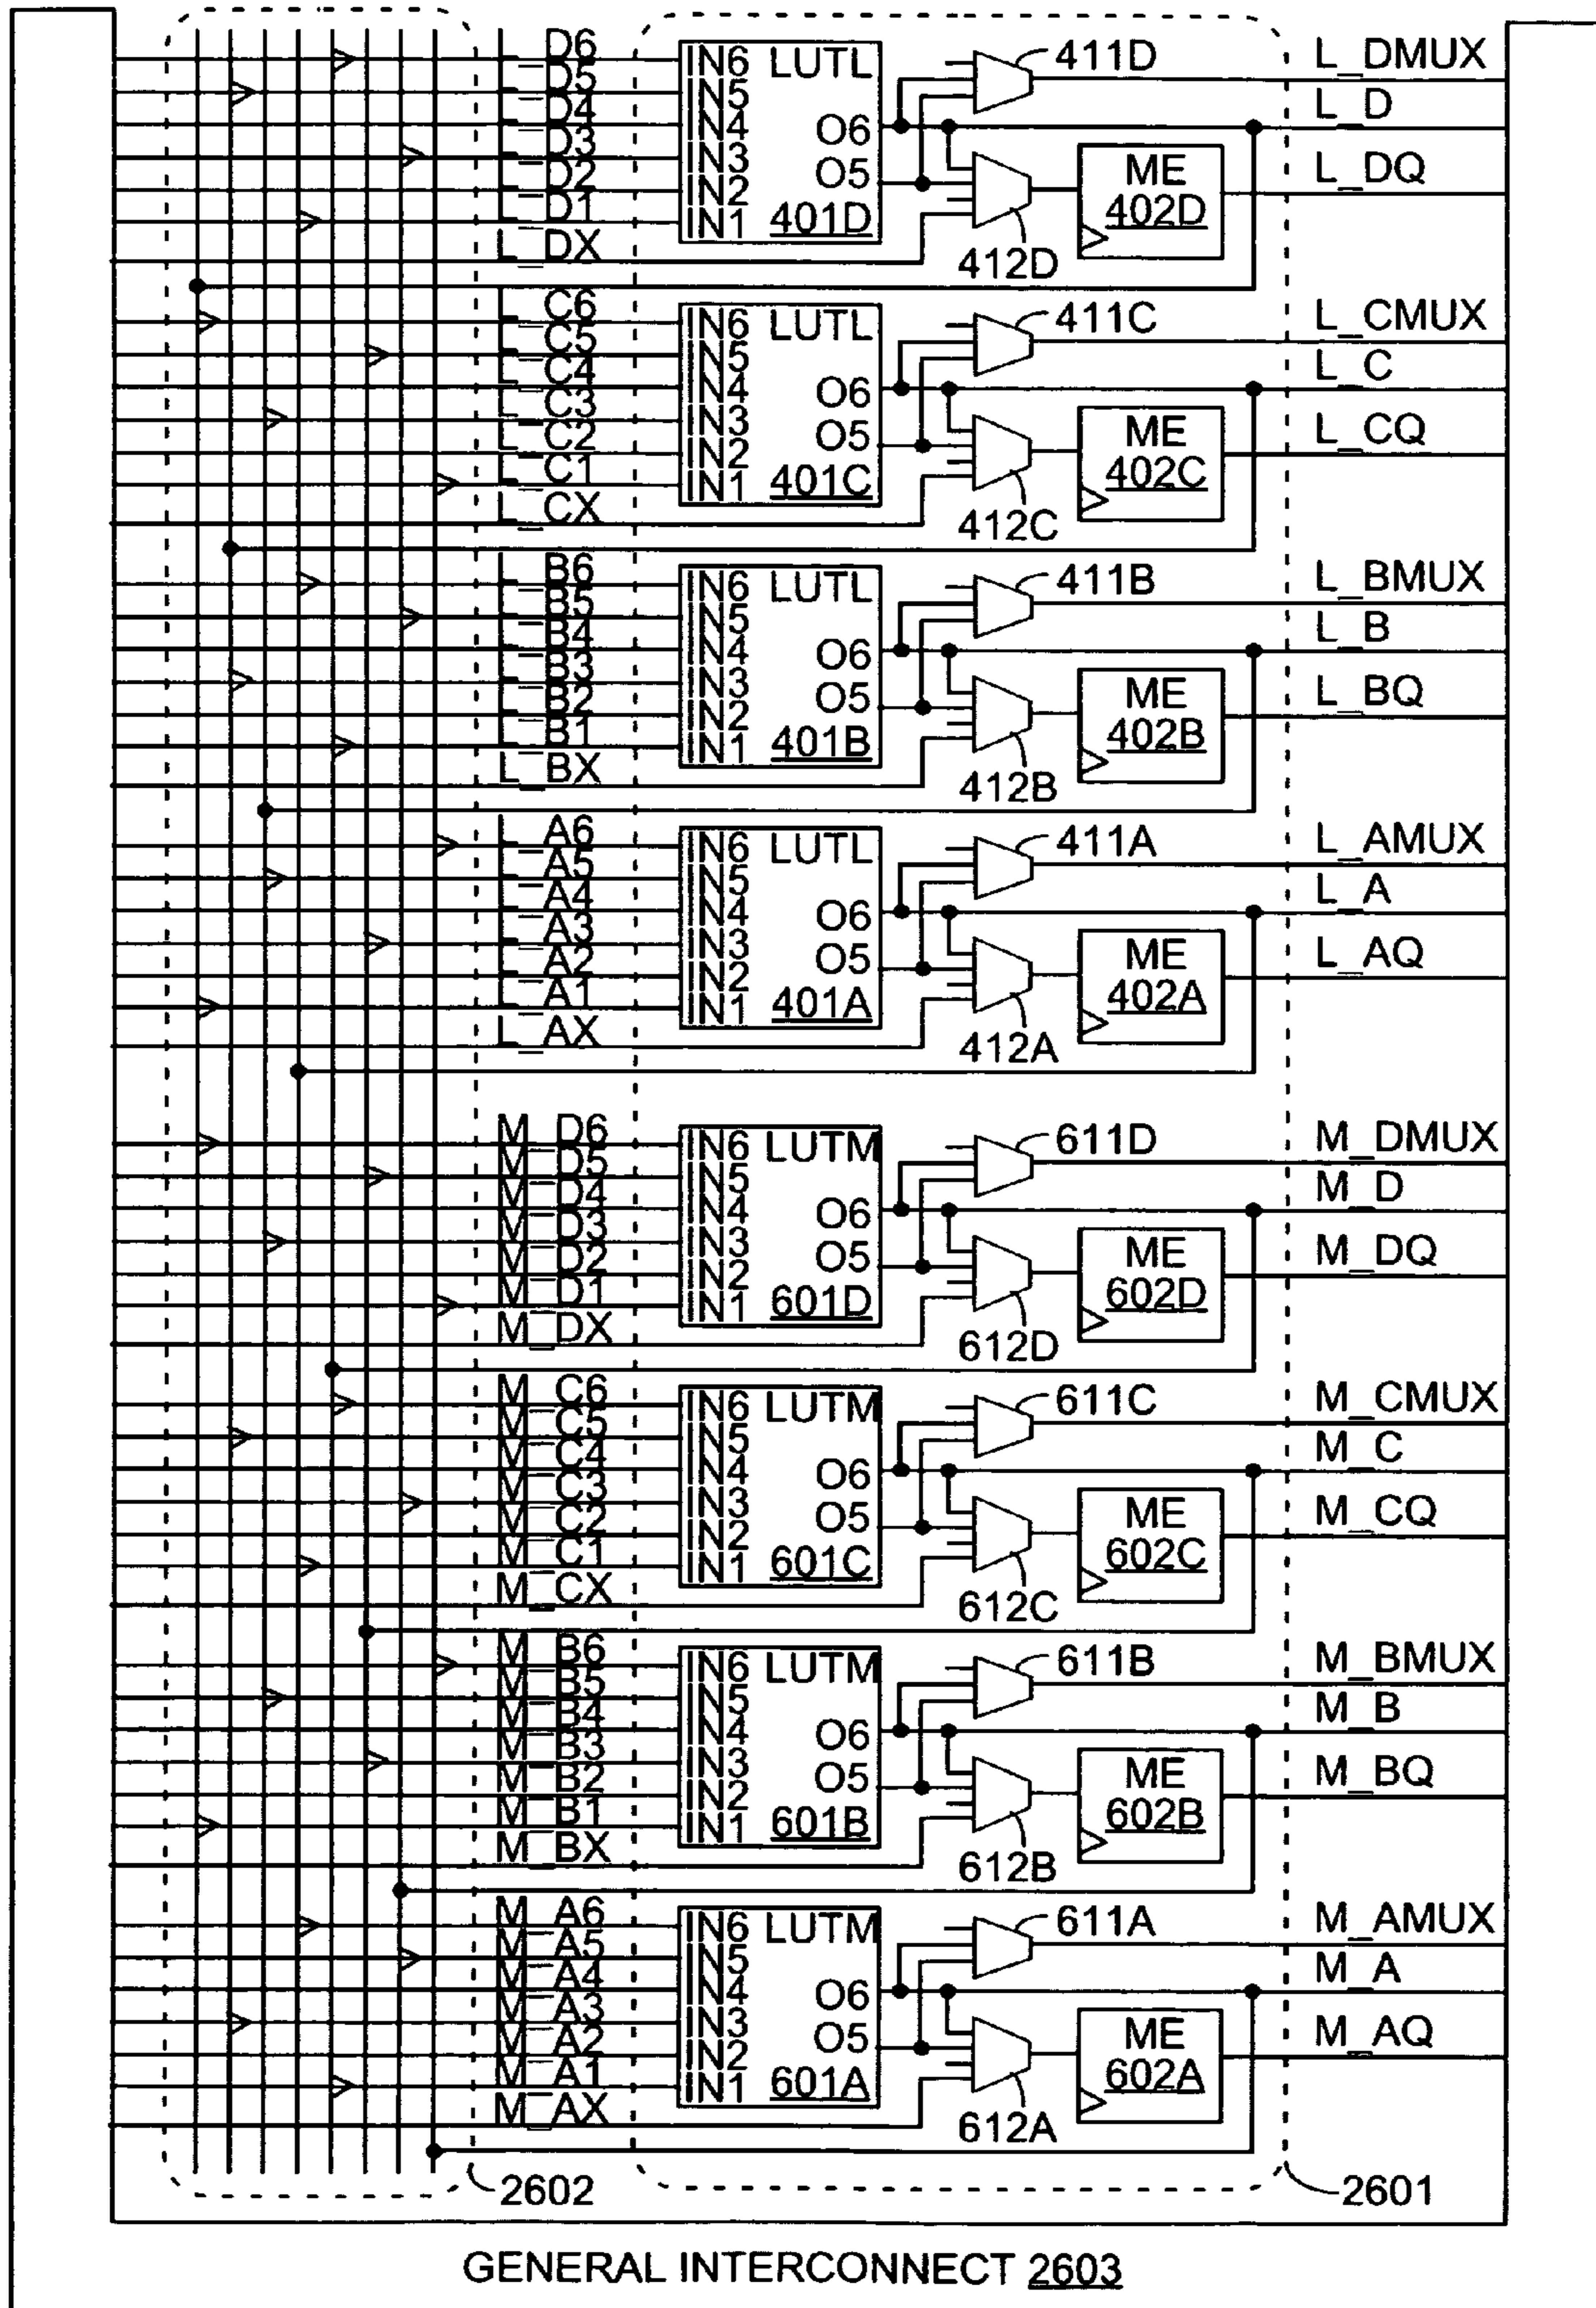 L_D6
L_D5
L_D4
L_D3
L_D2
L_D1
L_DX
IN6 LUTL
IN5
IN4
IN3
IN2
IN1
O6
O5
401D
411D
412D
ME
402D
L_DMUX
L_D
L_DQ
L_C6
L_C5
L_C4
L_C3
L_C2
L_C1
L_CX
IN6 LUTL
IN5
IN4
IN3
IN2
IN1
O6
O5
401C
411C
412C
ME
402C
L_CMUX
L_C
L_CQ
L_B6
L_B5
L_B4
L_B3
L_B2
L_B1
L_BX
IN6 LUTL
IN5
IN4
IN3
IN2
IN1
O6
O5
401B
411B
412B
ME
402B
L_BMUX
L_B
L_BQ
L_A6
L_A5
L_A4
L_A3
L_A2
L_A1
L_AX
IN6 LUTL
IN5
IN4
IN3
IN2
IN1
O6
O5
401A
411A
412A
ME
402A
L_AMUX
L_A
L_AQ
M_D6
M_D5
M_D4
M_D3
M_D2
M_D1
M_DX
IN6 LUTM
IN5
IN4
IN3
IN2
IN1
O6
O5
601D
611D
612D
ME
602D
M_DMUX
M_D
M_DQ
M_C6
M_C5
M_C4
M_C3
M_C2
M_C1
M_CX
IN6 LUTM
IN5
IN4
IN3
IN2
IN1
O6
O5
601C
611C
612C
ME
602C
M_CMUX
M_C
M_CQ
M_B6
M_B5
M_B4
M_B3
M_B2
M_B1
M_BX
IN6 LUTM
IN5
IN4
IN3
IN2
IN1
O6
O5
601B
611B
612B
ME
602B
M_BMUX
M_B
M_BQ
M_A6
M_A5
M_A4
M_A3
M_A2
M_A1
M_AX
IN6 LUTM
IN5
IN4
IN3
IN2
IN1
O6
O5
601A
611A
612A
ME
602A
M_AMUX
M_A
M_AQ
2602
2601
GENERAL INTERCONNECT 2603